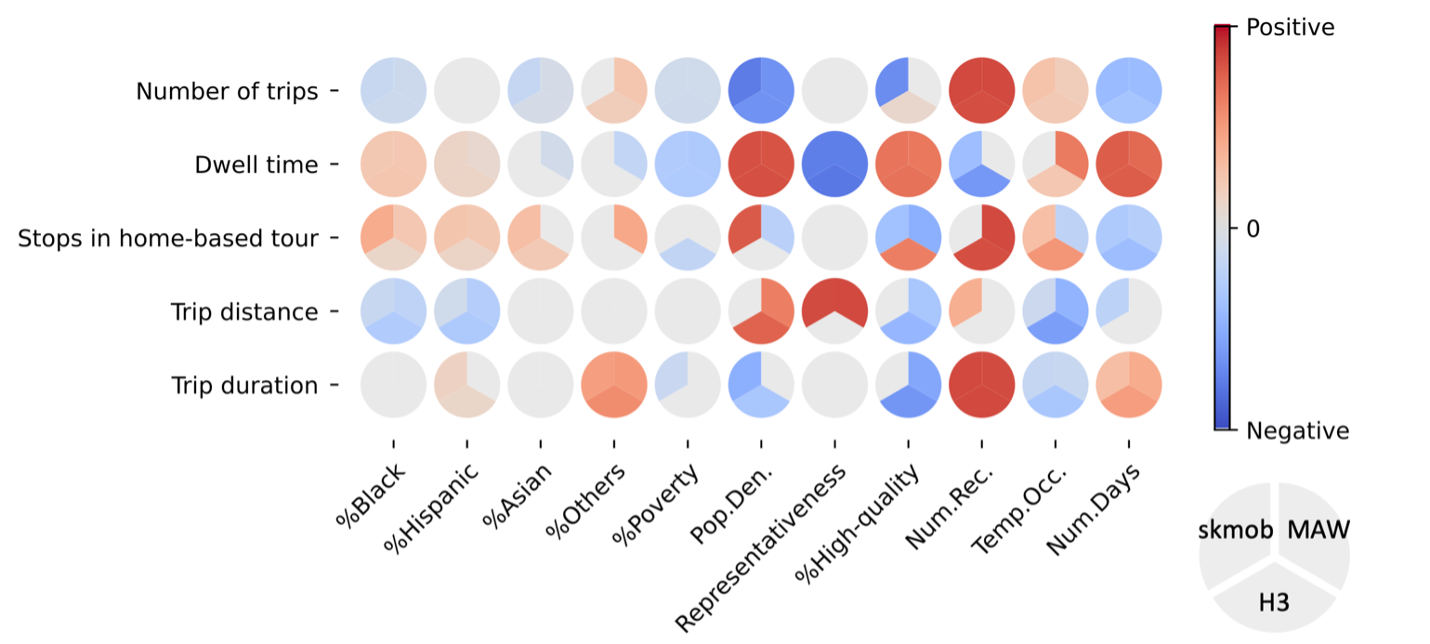 Positive
Number of trips
Dwell time
0
Stops in home-based tour
Trip distance
Trip duration
Negative
%Black
%Hispanic
%Asian
%Others
%Poverty
Pop.Den.
Representativeness
%High-quality
Num.Rec.
Temp.Occ.
Num.Days
skmob MAW
H3